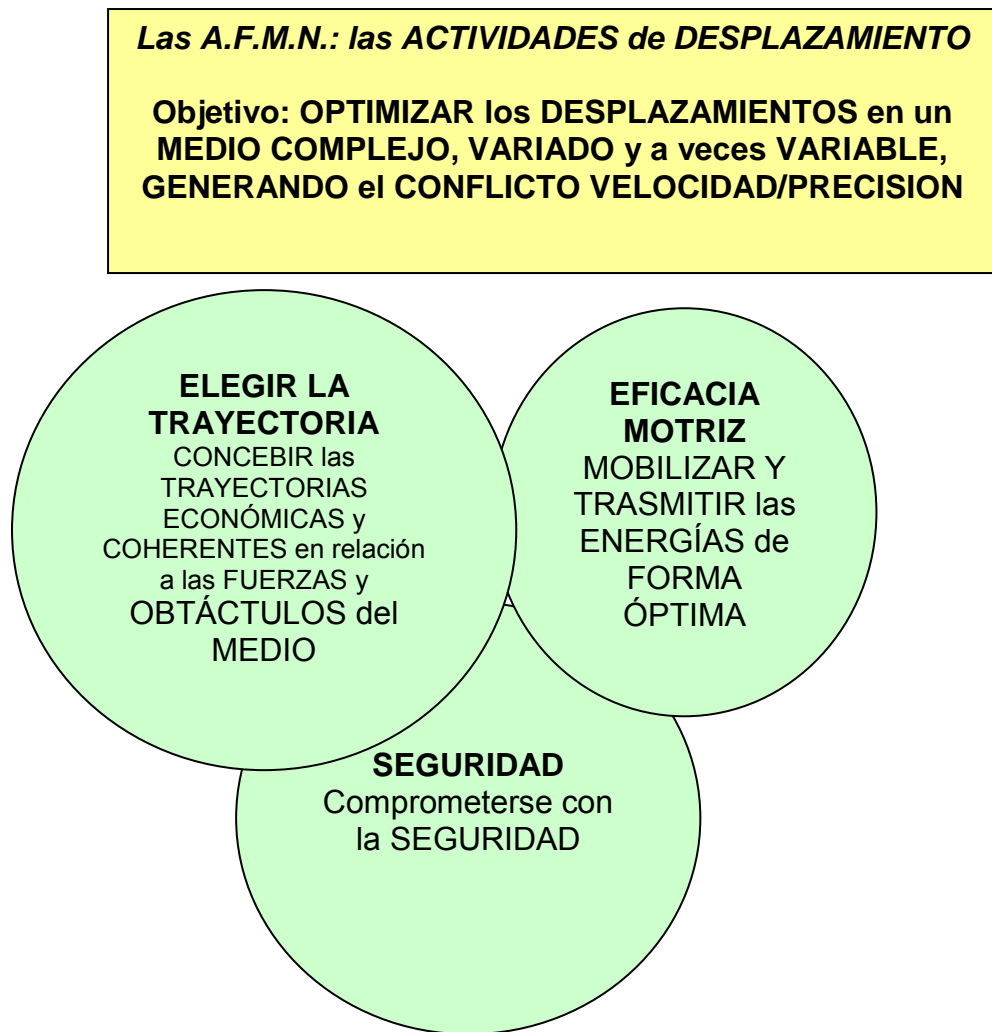 Las A.F.M.N.: las ACTIVIDADES de DESPLAZAMIENTO
Objetivo: OPTIMIZAR los DESPLAZAMIENTOS en un
MEDIO COMPLEJO, VARIADO y a veces VARIABLE,
GENERANDO el CONFLICTO VELOCIDAD/PRECISION
ELEGIR LA
TRAYECTORIA
CONCEBIR las
TRAYECTORIAS
ECONÓMICAS y
COHERENTES en relación
a las FUERZAS y
OBTÁCTULOS del
MEDIO
EFICACIA
MOTRIZ
MOBILIZAR Y
TRASMITIR las
ENERGÍAS de
FORMA
ÓPTIMA
SEGURIDAD
Comprometerse con
la SEGURIDAD